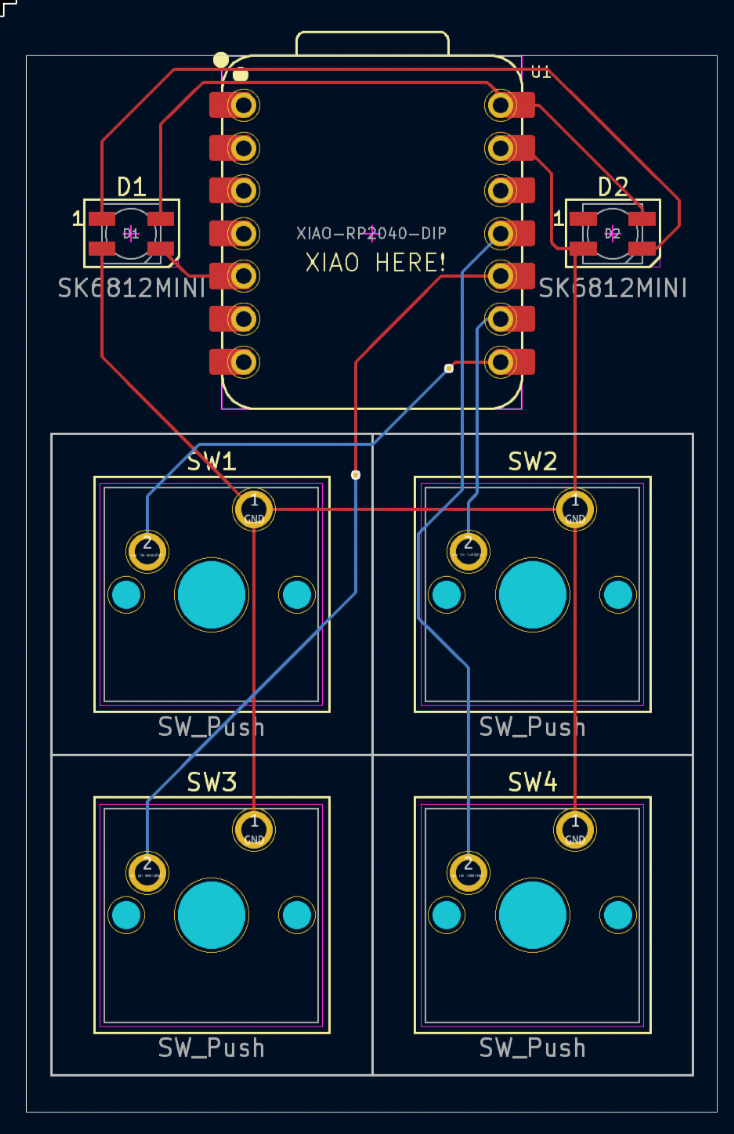 U1
D1
D2
1
1
D1
XIAO-RP2040-DIP
D2
XIAO HERE!
SK6812MINI
SK6812MINI
SW1
SW2
1
GND
1
GND
2
2
SW_Push
SW_Push
SW3
SW4
1
GND
1
GND
2
2
SW_Push
SW_Push